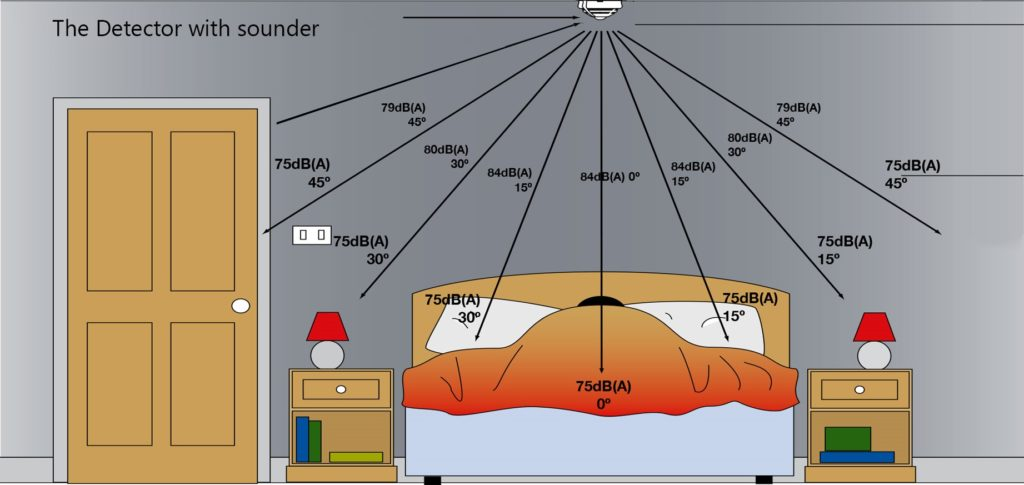 The Detector with sounder
79dB(A)
45º
79dB(A)
45º
80dB(A)
30º
80dB(A)
30º
75dB(A)
45º
84dB(A)
15º
84dB(A) 0º
84dB(A)
15º
75dB(A)
45º
75dB(A)
30º
75dB(A)
15º
75dB(A)
30º
75dB(A)
15º
75dB(A)
0º